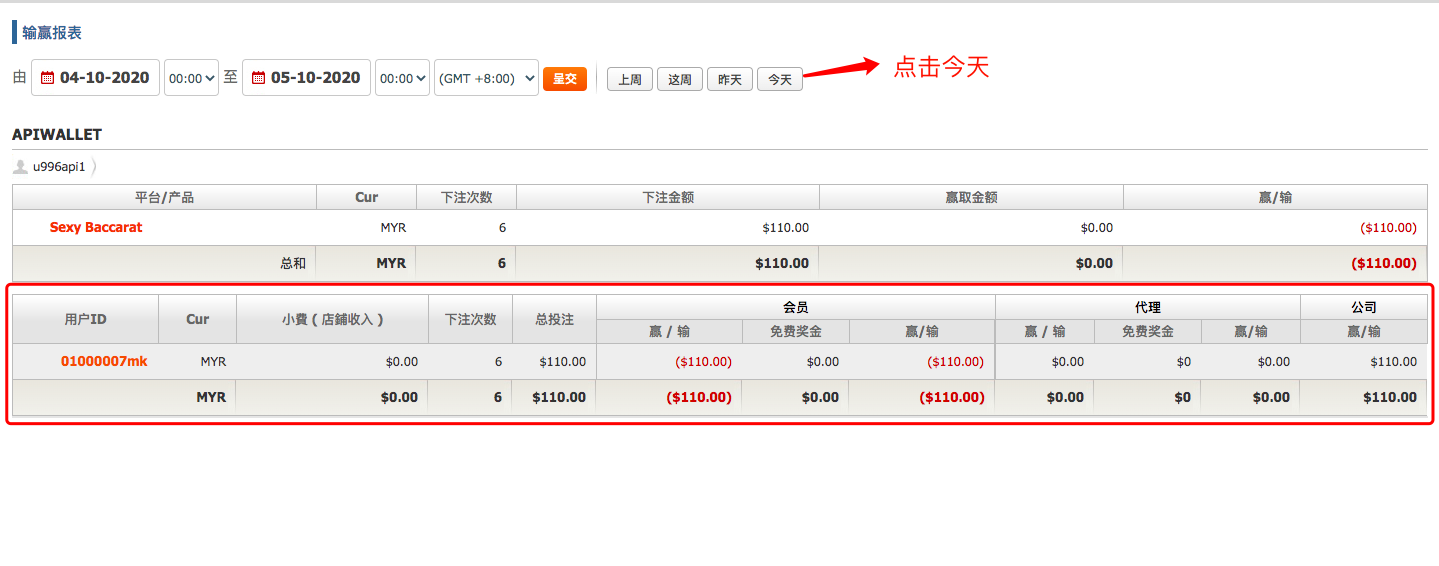 输赢报表
由 04-10-2020 00:00 至 05-10-2020 00:00 (GMT +8:00) 呈交 上周 这周 昨天 今天 点击今天
APIWALLET
u996api1
平台/产品 Cur 下注次数 下注金额 赢取金额 赢/输
Sexy Baccarat MYR 6 $110.00 $0.00 ($110.00)
总和 MYR 6 $110.00 $0.00 ($110.00)
用户ID Cur 小費 ( 店鋪收入 ) 下注次数 总投注 会员 代理 公司
赢 / 输 免费奖金 赢/输 赢 / 输 免费奖金 赢/输 赢/输
01000007mk MYR $0.00 6 $110.00 ($110.00) $0.00 ($110.00) $0.00 $0 $0.00 $110.00
MYR $0.00 6 $110.00 ($110.00) $0.00 ($110.00) $0.00 $0 $0.00 $110.00